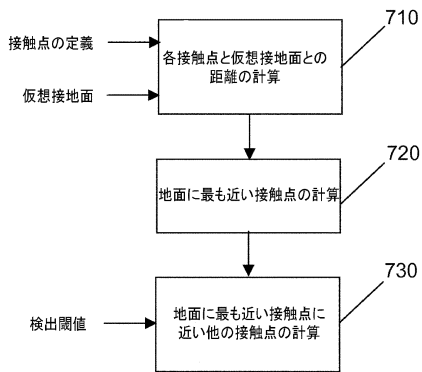 710
接触点の定義
各接触点と仮想接地面との
距離の計算
仮想接地面
720
地面に最も近い接触点の計算
730
地面に最も近い接触点に
近い他の接触点の計算
検出閾値